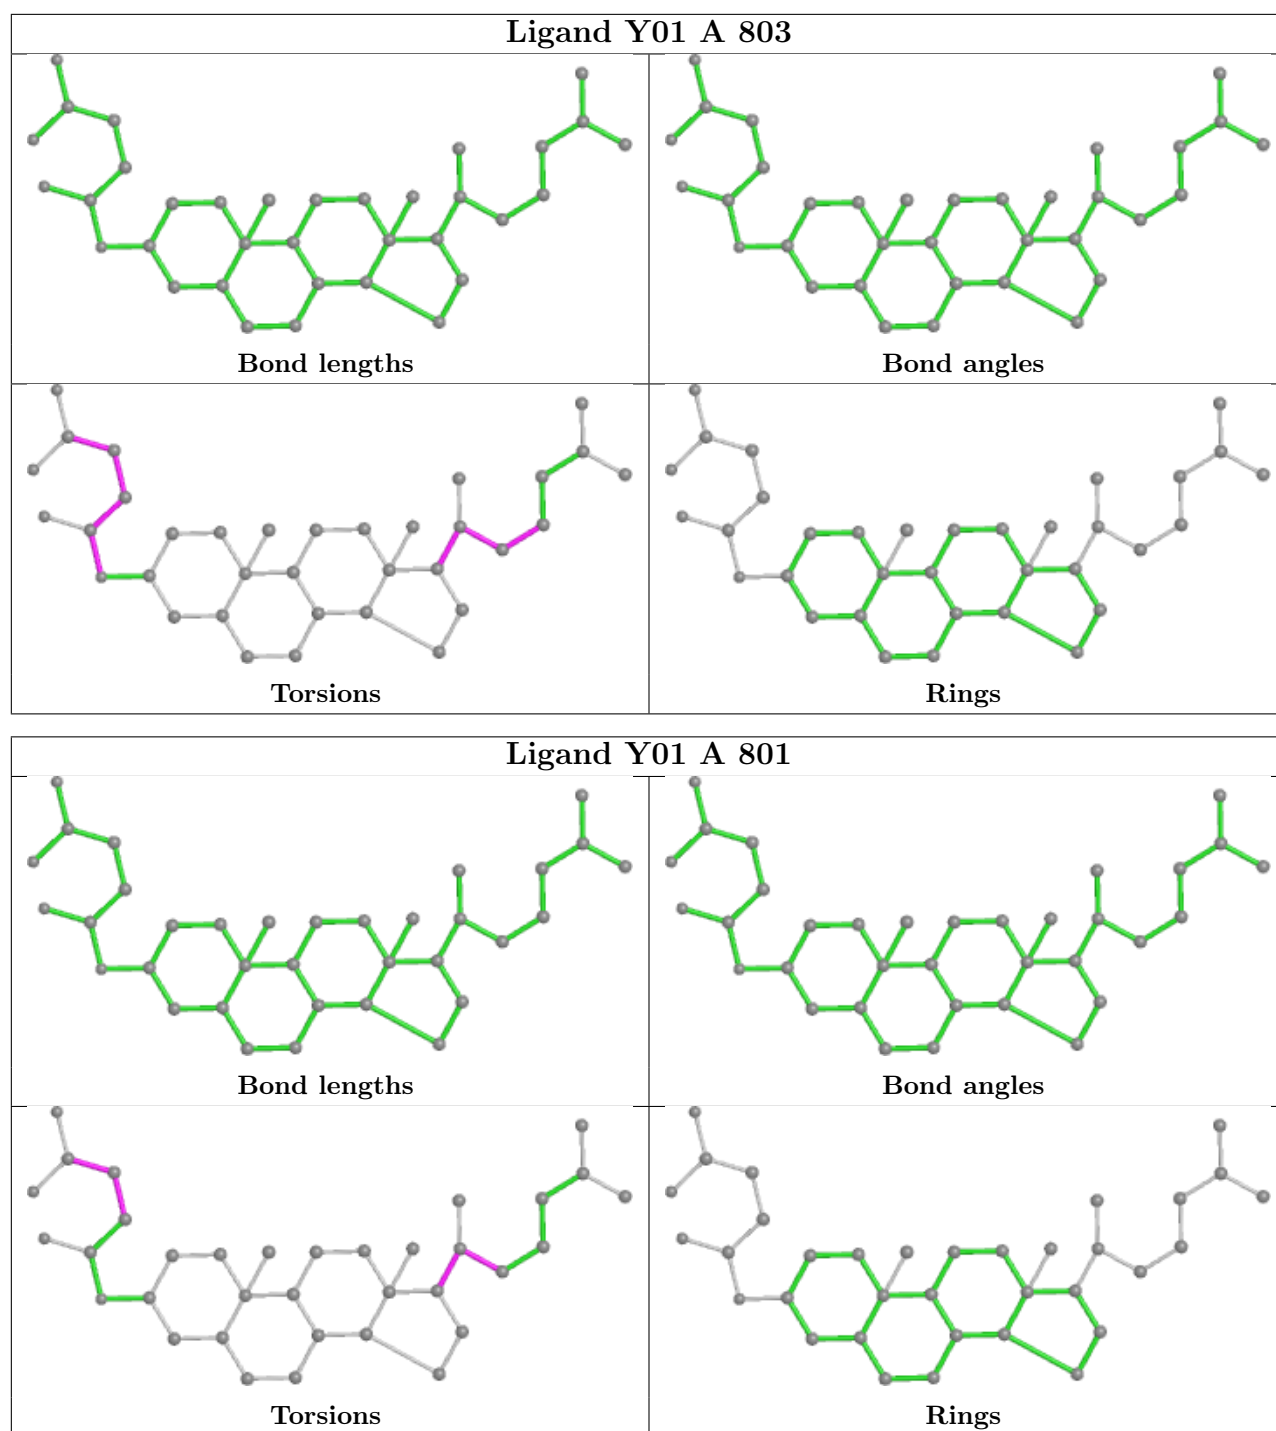 Ligand Y01 A 803
Bond lengths
Bond angles
Torsions
Rings
Ligand Y01 A 801
Bond lengths
Bond angles
Torsions
Rings